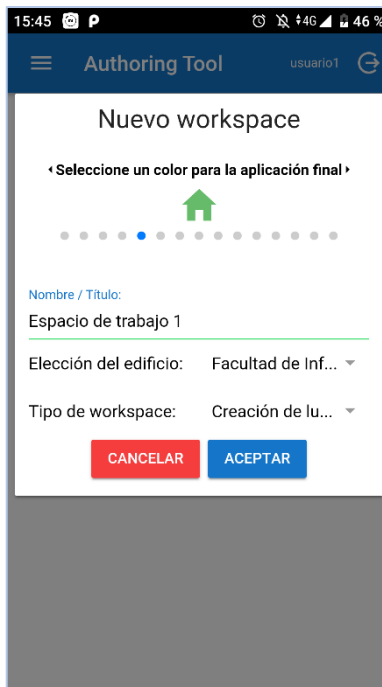 15:45 P 4G 46 %
Authoring Tool usuario1
Nuevo workspace
Seleccione un color para la aplicación final
Nombre / Título:
Espacio de trabajo 1
Elección del edificio: Facultad de Inf...
Tipo de workspace: Creación de lu...
CANCELAR ACEPTAR